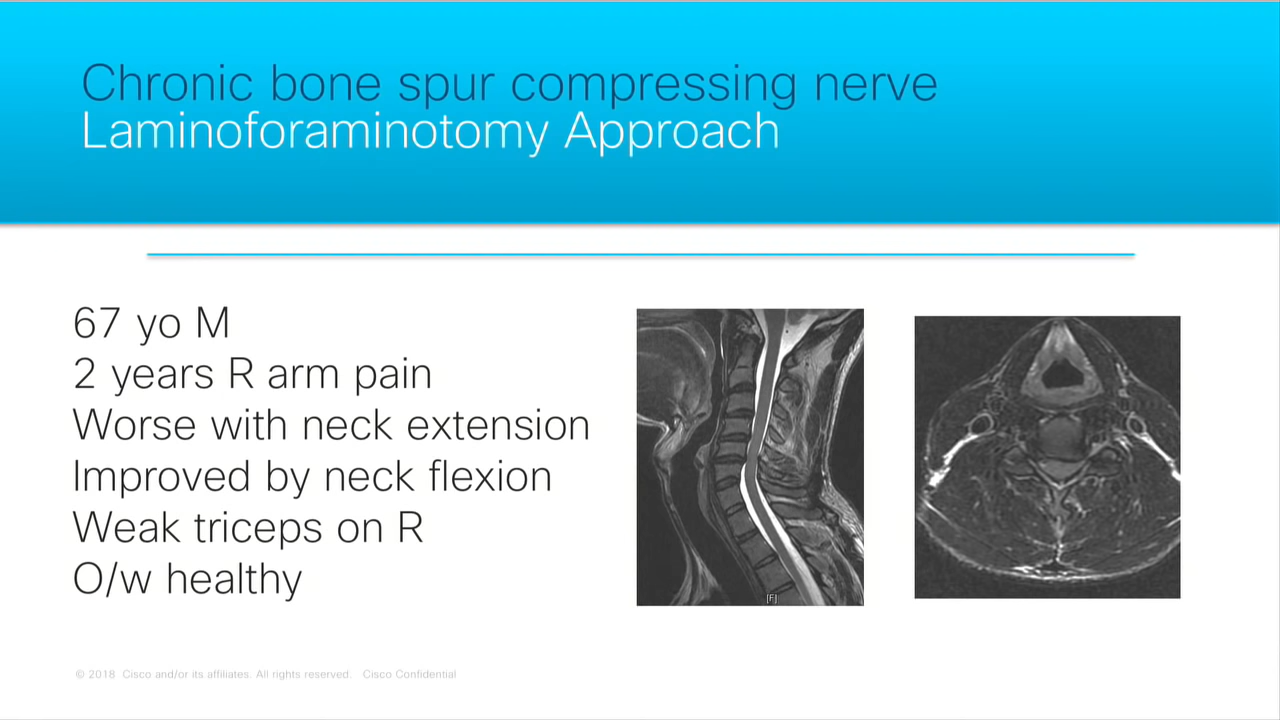 Chronic bone spur compressing nerve
Laminoforaminotomy Approach
67 yo M
2 years R arm pain
Worse with neck extension
Improved by neck flexion
Weak triceps on R
O/w healthy
[F]
© 2018 Cisco and/or its affiliates. All rights reserved. Cisco Confidential